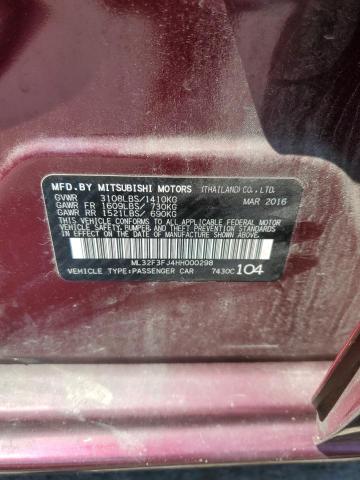 MFD.BY MITSUBISHI MOTORS (THAILAND) CO., LTD.
GVWR 3108LBS/1410KG MAR 2016
GAWR FR 1609LBS/ 730KG
GAWR RR 1521LBS/ 690KG
THIS VEHICLE CONFORMS TO ALL APPLICABLE FEDERAL MOTOR
VEHICLE SAFETY, BUMPER AND THEFT PREVENTION STANDARDS
IN EFFECT ON THE DATE OF MANUFACTURE SHOWN ABOVE.
ML32F3FJ4HH000298
VEHICLE TYPE:PASSENGER CAR 7430C 104